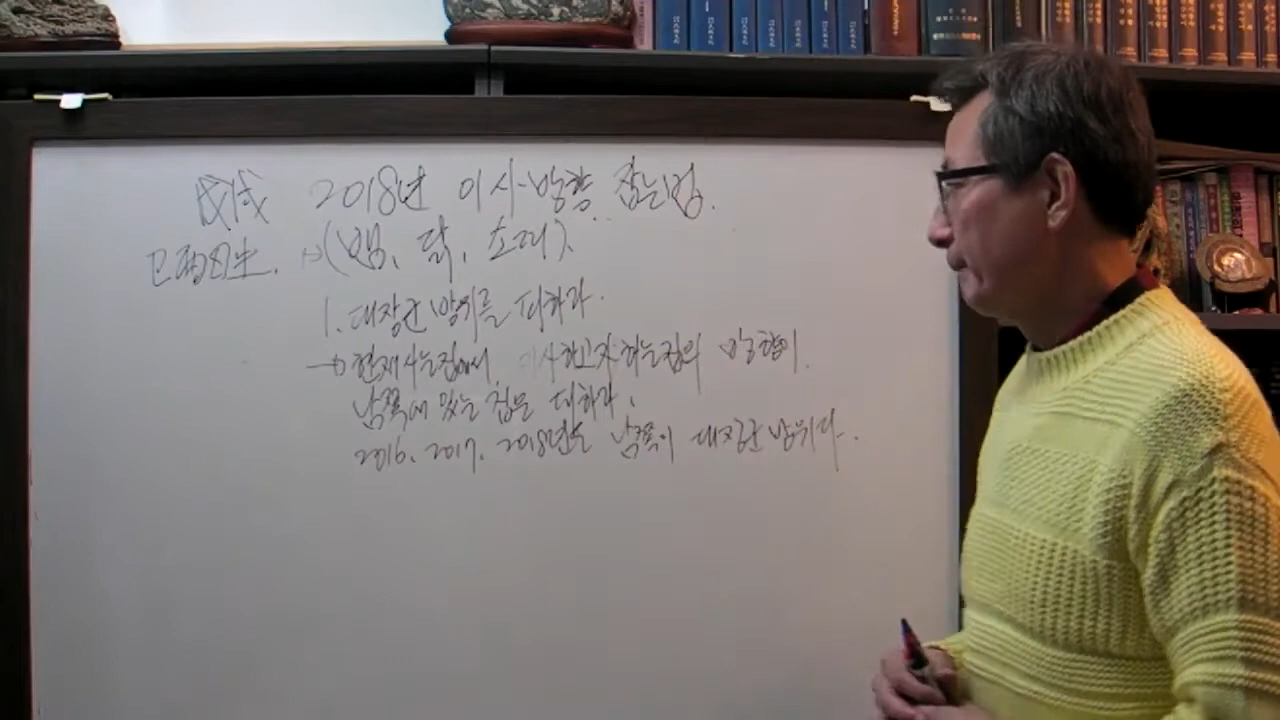 戊戌 2018년 이사방향 잡는법.
巳酉丑生. (뱀, 닭, 소띠).
1. 대장군 방위를 피하라.
현재 사는집에서 이사하고자 하는집의 방향이.
남쪽에 있는 집을 피하라.
2016. 2017. 2018년도 남쪽이 대장군 방위다.